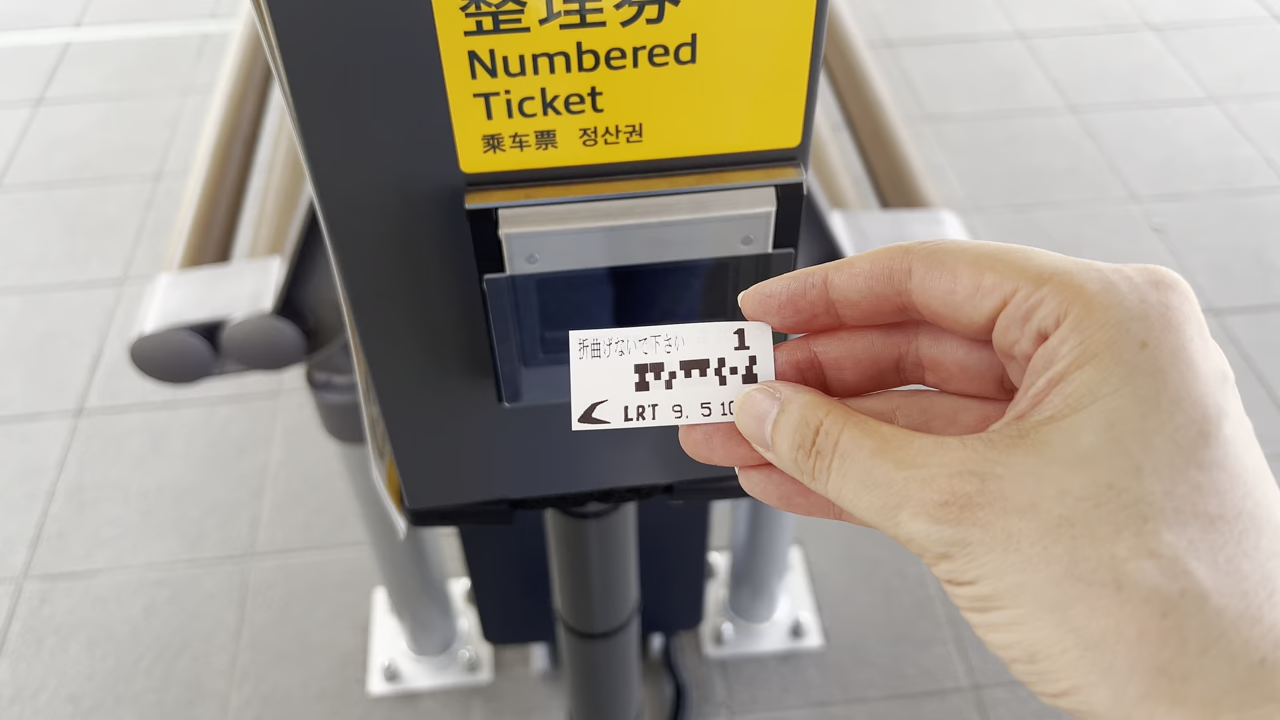 整理券
Numbered
Ticket
乘车票 정산권
折曲げないで下さい 1
LRT 9. 5 10